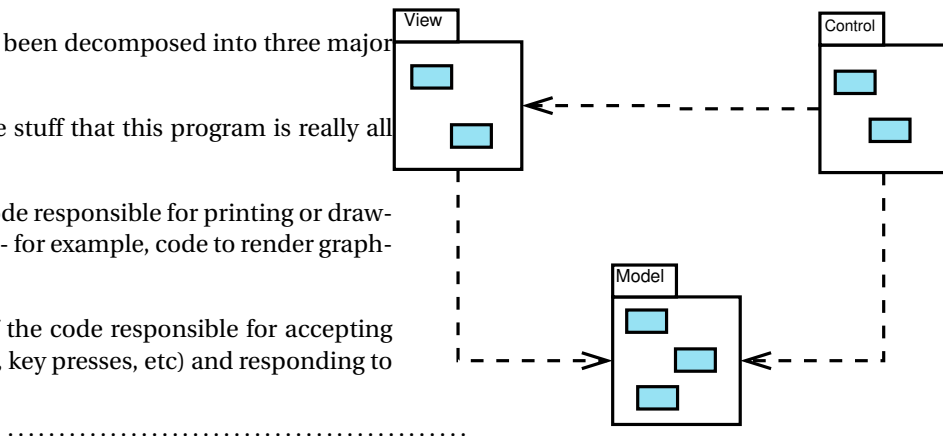 been decomposed into three major
stuff that this program is really all
de responsible for printing or draw-
- for example, code to render graph-
the code responsible for accepting
, key presses, etc) and responding to
..............................................
View
Control
Model